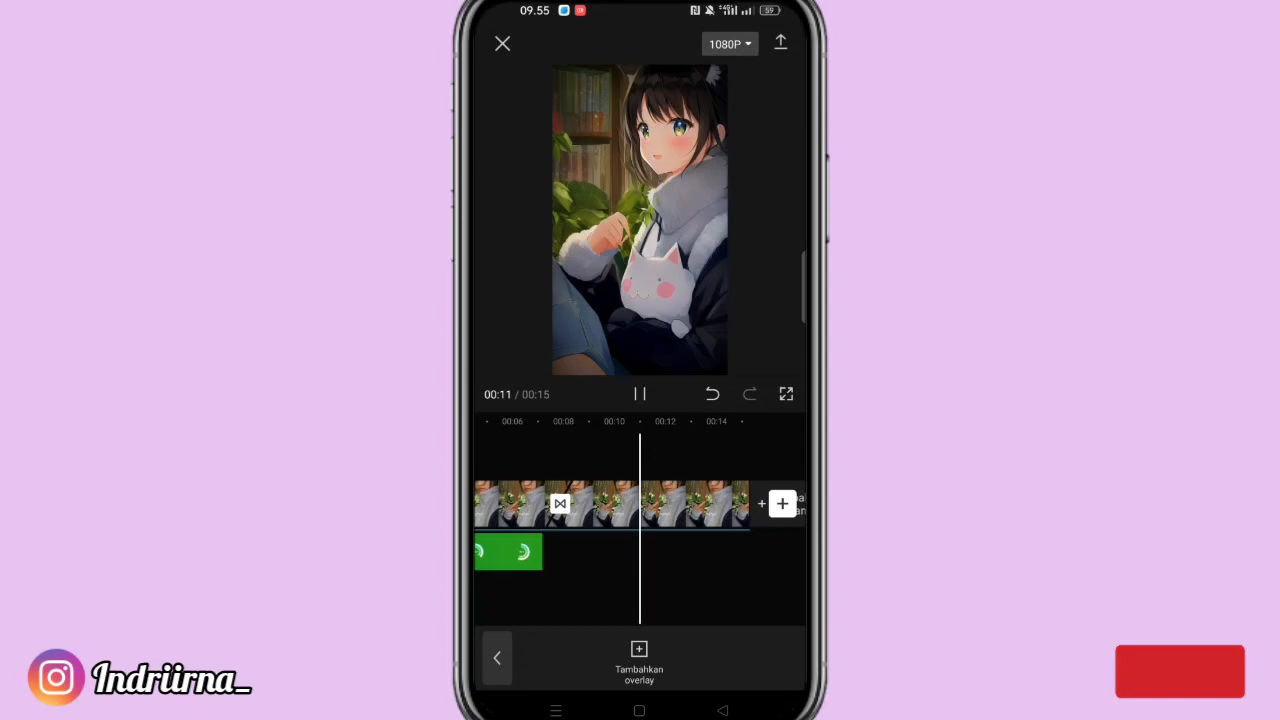 09.55
59
1080P
00:11 / 00:15
00:06 00:08 00:10 00:12 00:14
Tambahkan
overlay
Indriirna_